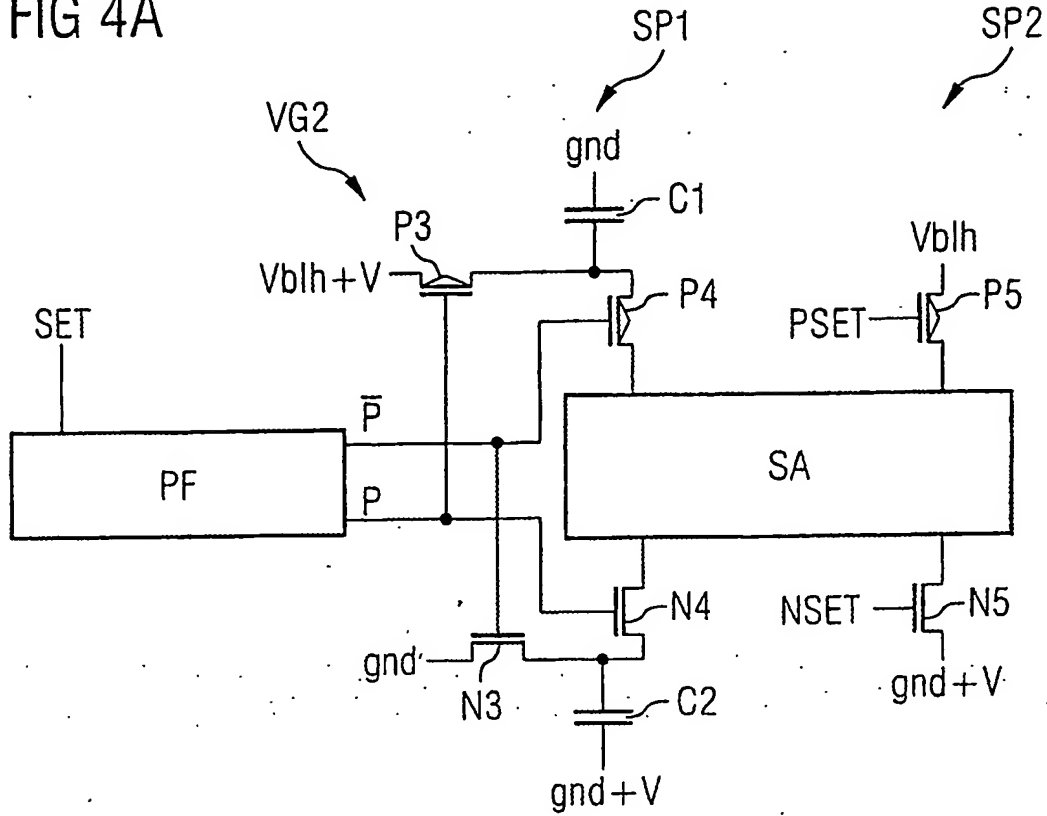 FIG 4A
SP1
SP2
VG2
gnd
C1
P3
Vblh
Vblh+V
P4
PSET
P5
SET
P̅
PF
P
SA
N4
NSET
N5
gnd
N3
gnd+V
C2
gnd+V